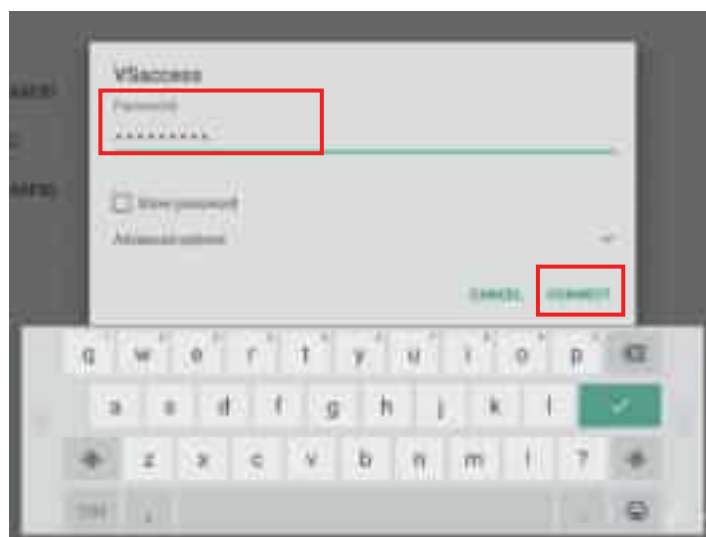 VSaccess
Password
•••••••••
Show password
Advanced options
CANCEL CONNECT
q w e r t y u i o p
a s d f g h j k l
z x c v b n m ! ?
,